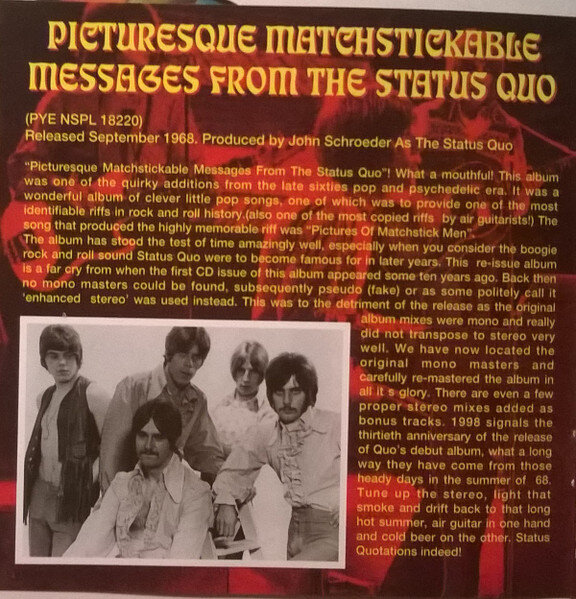 PICTURESQUE MATCHSTICKABLE
MESSAGES FROM THE STATUS QUO
(PYE NSPL 18220)
Released September 1968. Produced by John Schroeder As The Status Quo
"Picturesque Matchstickable Messages From The Status Quo"! What a mouthful! This album
was one of the quirky additions from the late sixties pop and psychedelic era. It was a
wonderful album of clever little pop songs, one of which was to provide one of the most
identifiable riffs in rock and roll history.(also one of the most copied riffs by air guitarists!) The
song that produced the highly memorable riff was "Pictures Of Matchstick Men".
The album has stood the test of time amazingly well, especially when you consider the boogie
rock and roll sound Status Quo were to become famous for in later years. This re-issue album
is a far cry from when the first CD issue of this album appeared some ten years ago. Back then
no mono masters could be found, subsequently pseudo (fake) or as some politely call it
'enhanced stereo' was used instead. This was to the detriment of the release as the original
album mixes were mono and really
did not transpose to stereo very
well. We have now located the
original mono masters and
carefully re-mastered the album in
all it's glory. There are even a few
proper stereo mixes added as
bonus tracks. 1998 signals the
thirtieth anniversary of the release
of Quo's debut album, what a long
way they have come from those
heady days in the summer of 68.
Tune up the stereo, light that
smoke and drift back to that long
hot summer, air guitar in one hand
and cold beer on the other. Status
Quotations indeed!